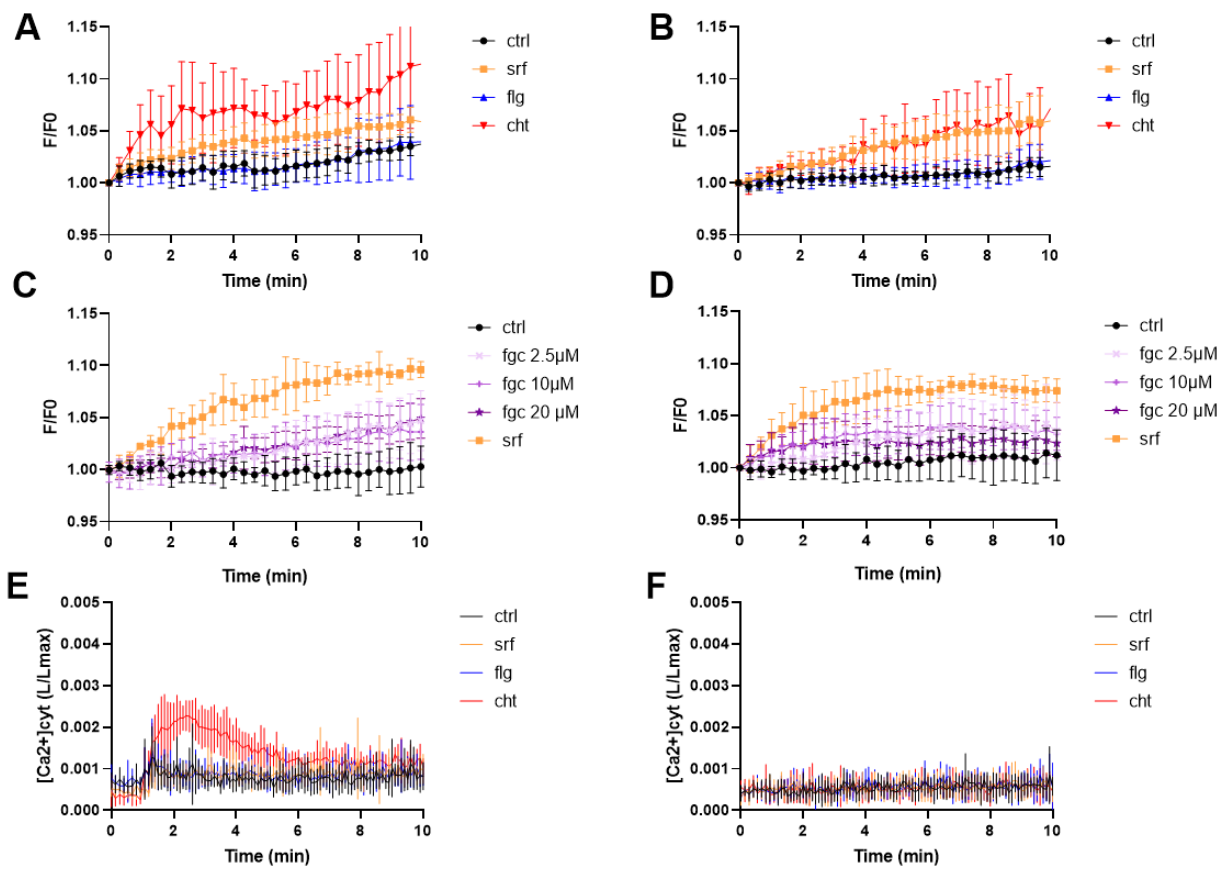 A
1.15
1.10
1.05
1.00
0.95
F/F0
0 2 4 6 8 10
Time (min)
ctrl
srf
flg
cht
B
1.15
1.10
1.05
1.00
0.95
F/F0
0 2 4 6 8 10
Time (min)
ctrl
srf
flg
cht
C
1.15
1.10
1.05
1.00
0.95
F/F0
0 2 4 6 8 10
Time (min)
ctrl
fgc 2.5µM
fgc 10µM
fgc 20 µM
srf
D
1.15
1.10
1.05
1.00
0.95
F/F0
0 2 4 6 8 10
Time (min)
ctrl
fgc 2.5µM
fgc 10µM
fgc 20 µM
srf
E
0.005
0.004
0.003
0.002
0.001
0.000
[Ca2+]cyt (L/Lmax)
0 2 4 6 8 10
Time (min)
ctrl
srf
flg
cht
F
0.005
0.004
0.003
0.002
0.001
0.000
[Ca2+]cyt (L/Lmax)
0 2 4 6 8 10
Time (min)
ctrl
srf
flg
cht